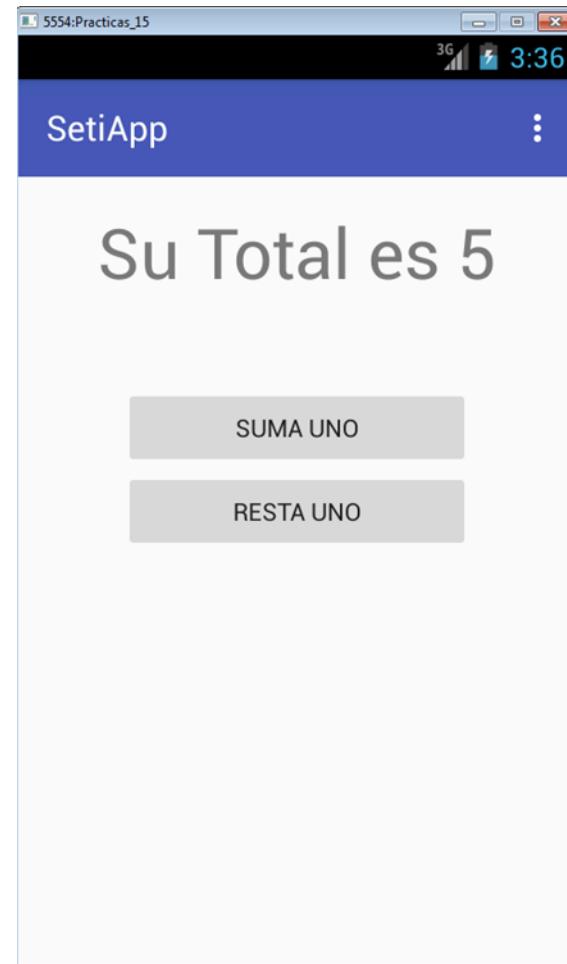 5554:Practicas_15
3G 3:36
SetiApp
Su Total es 5
SUMA UNO
RESTA UNO